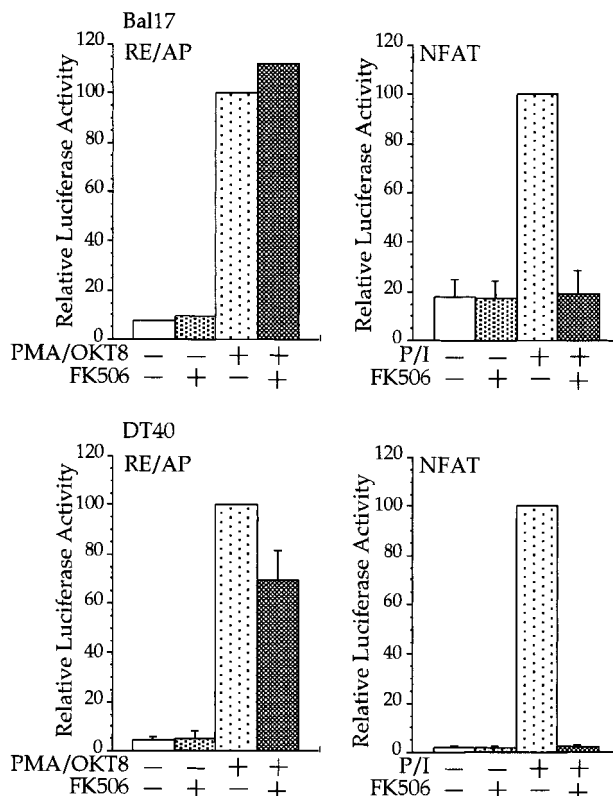 Bal17
RE/AP
Relative Luciferase Activity
120
100
80
60
40
20
0
PMA/OKT8 — — + +
FK506 — + — +
NFAT
Relative Luciferase Activity
120
100
80
60
40
20
0
P/I — — + +
FK506 — + — +
DT40
RE/AP
Relative Luciferase Activity
120
100
80
60
40
20
0
PMA/OKT8 — — + +
FK506 — + — +
NFAT
Relative Luciferase Activity
120
100
80
60
40
20
0
P/I — — + +
FK506 — + — +